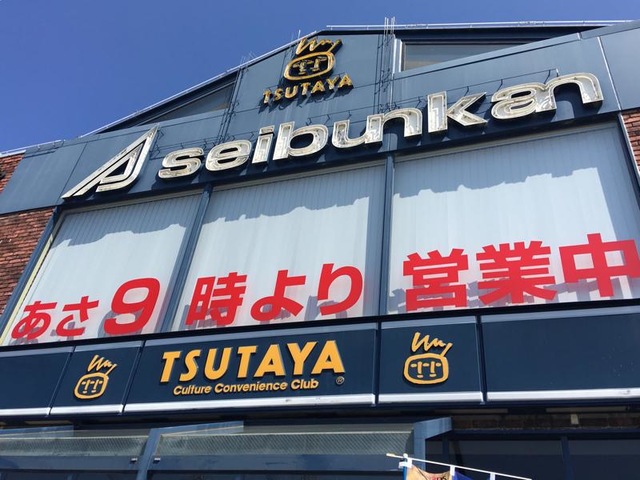 TSUTAYA
seibunkan
あさ9時より営業中
TSUTAYA
Culture Convenience Club ®